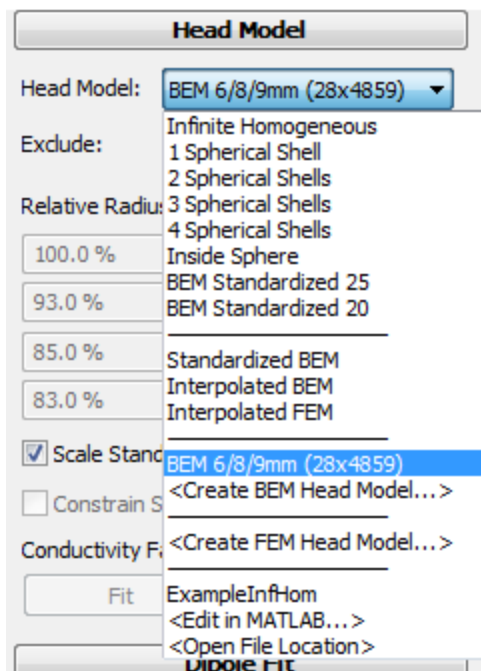 Head Model
Head Model: BEM 6/8/9mm (28x4859)
Exclude:
Relative Radiu
100.0 %
93.0 %
85.0 %
83.0 %
Scale Stand
Constrain S
Conductivity Fa
Fit
Infinite Homogeneous
1 Spherical Shell
2 Spherical Shells
3 Spherical Shells
4 Spherical Shells
Inside Sphere
BEM Standardized 25
BEM Standardized 20
Standardized BEM
Interpolated BEM
Interpolated FEM
BEM 6/8/9mm (28x4859)
<Create BEM Head Model...>
<Create FEM Head Model...>
ExampleInfHom
<Edit in MATLAB...>
<Open File Location>
Dipole Fit